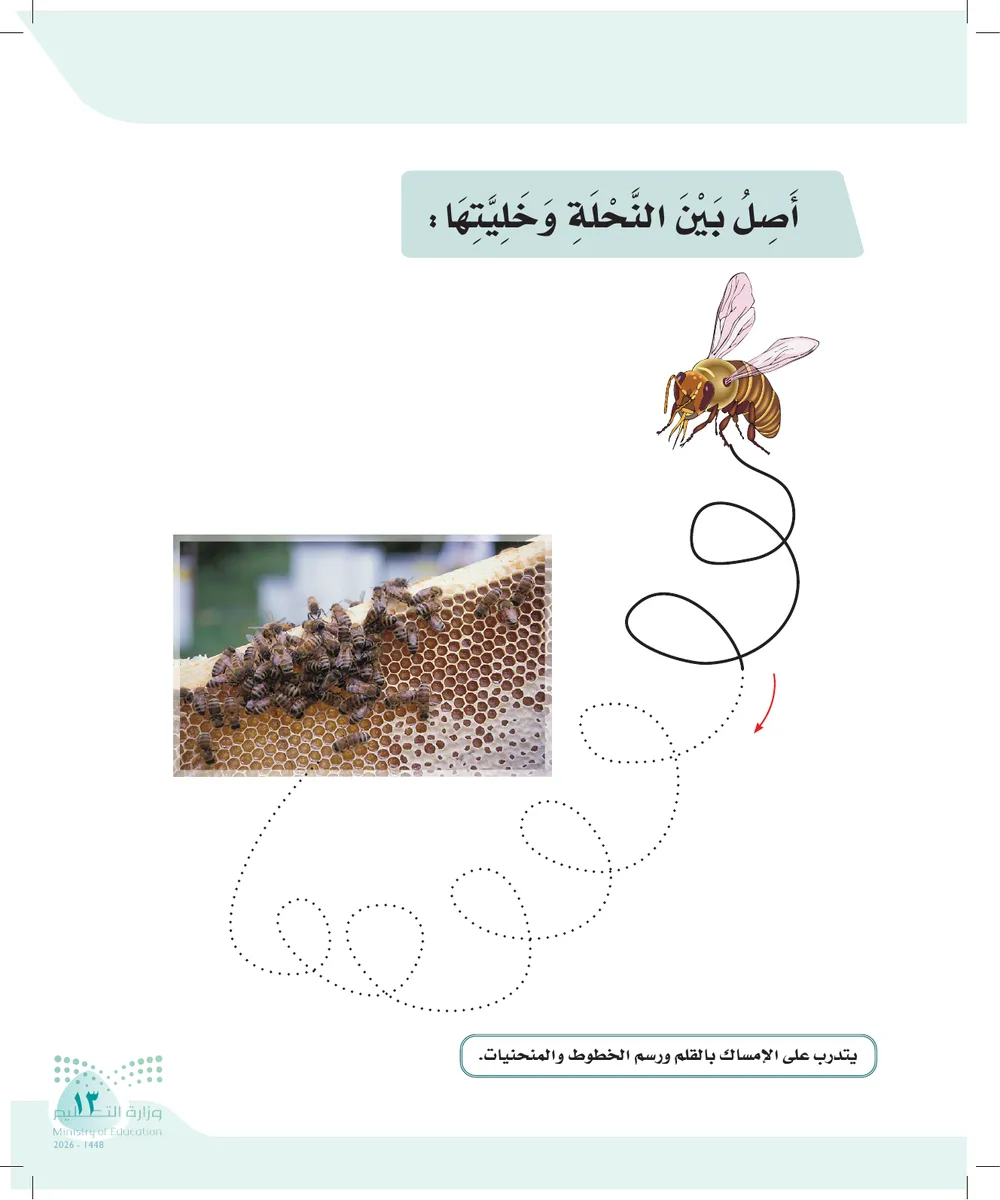 أَصِلُ بَيْنَ النَّحْلَةِ وَخَلِيَّتِهَا :
يتدرب على الإمساك بالقلم ورسم الخطوط والمنحنيات.
١٣
وزارة التعليم
Ministry of Education
2026 - 1448